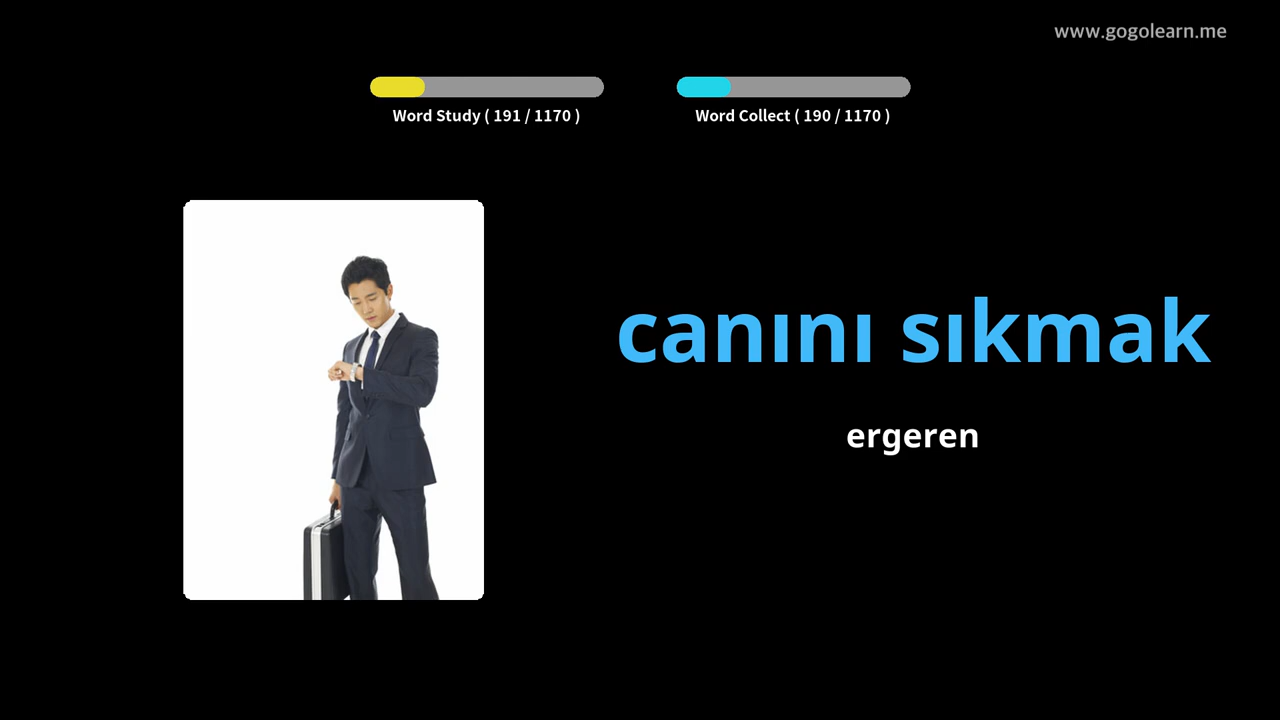 www.gogolearn.me
Word Study ( 191 / 1170 )
Word Collect ( 190 / 1170 )
canını sıkmak
ergeren